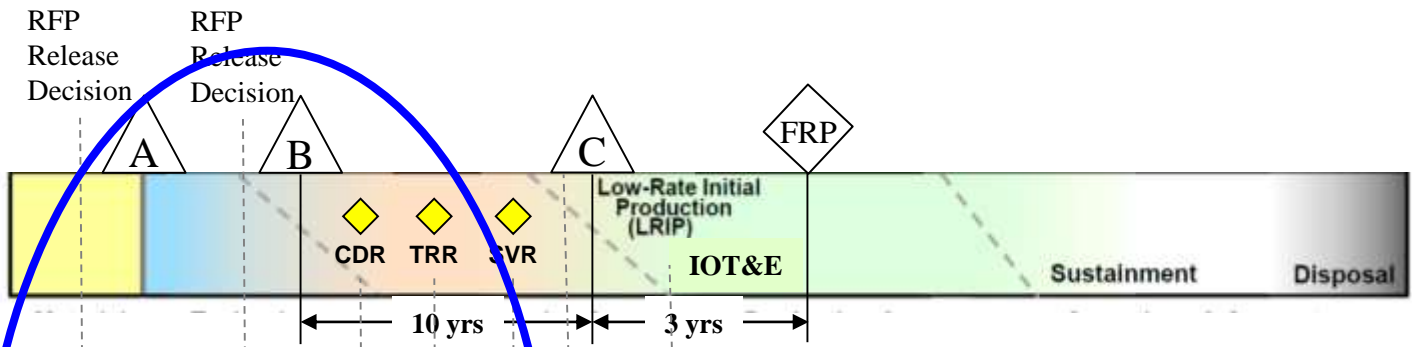 RFP
Release
Decision
RFP
Release
Decision
A
B
C
FRP
Low-Rate Initial
Production
(LRIP)
CDR
TRR
SVR
IOT&E
Sustainment
Disposal
10 yrs
3 yrs